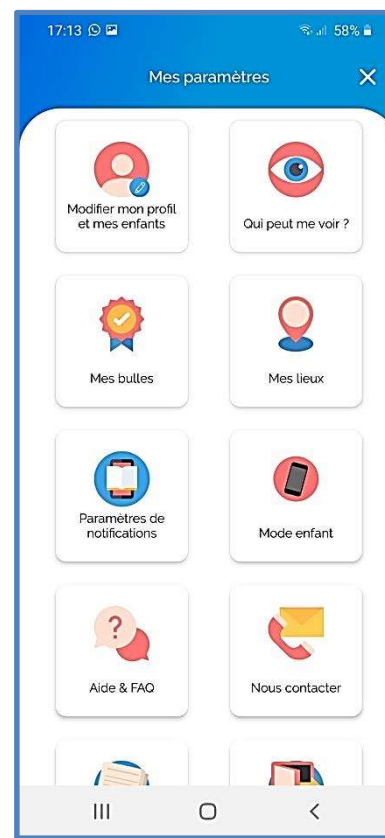 17:13 58%
Mes paramètres
Modifier mon profil
et mes enfants
Qui peut me voir ?
Mes bulles
Mes lieux
Paramètres de
notifications
Mode enfant
?
Aide & FAQ
Nous contacter